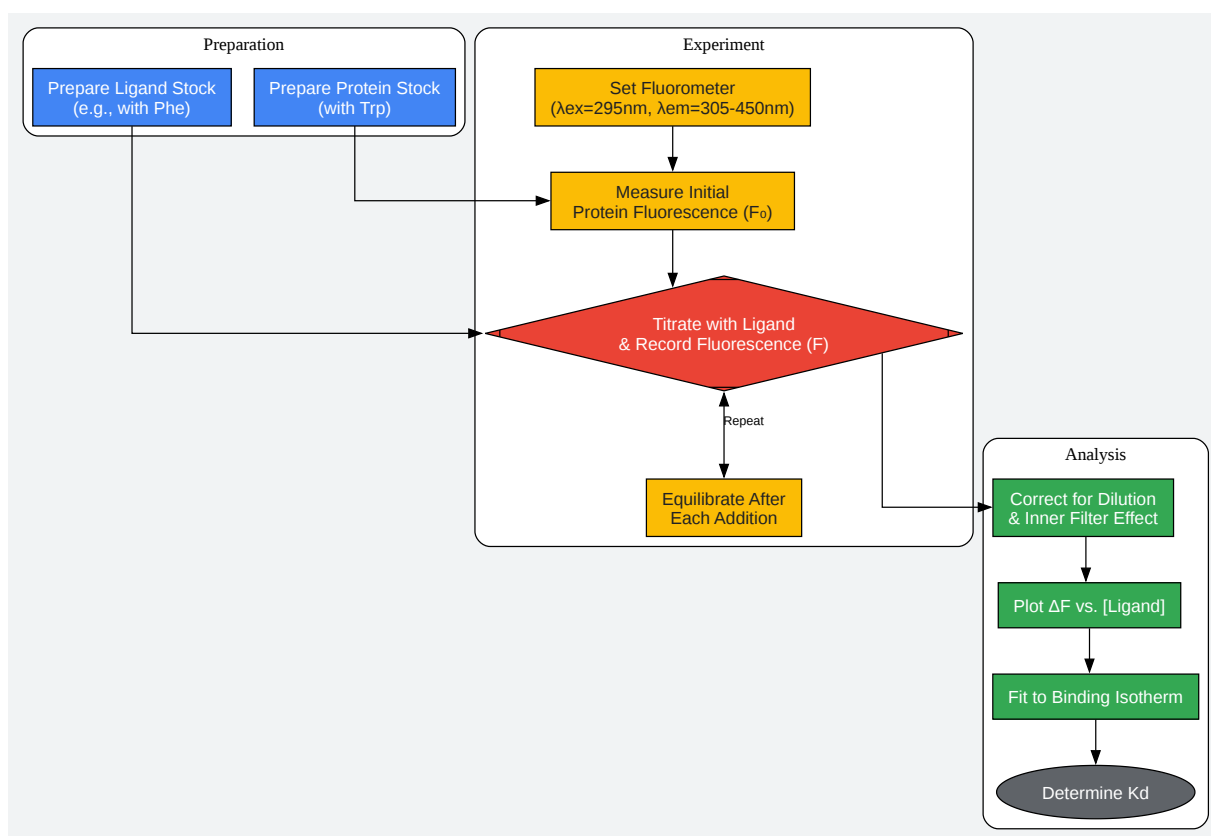 Preparation
Prepare Ligand Stock
(e.g., with Phe)
Prepare Protein Stock
(with Trp)
Experiment
Set Fluorometer
(λex=295nm, λem=305-450nm)
Measure Initial
Protein Fluorescence (F₀)
Titrate with Ligand
& Record Fluorescence (F)
Repeat
Equilibrate After
Each Addition
Analysis
Correct for Dilution
& Inner Filter Effect
Plot ΔF vs. [Ligand]
Fit to Binding Isotherm
Determine Kd